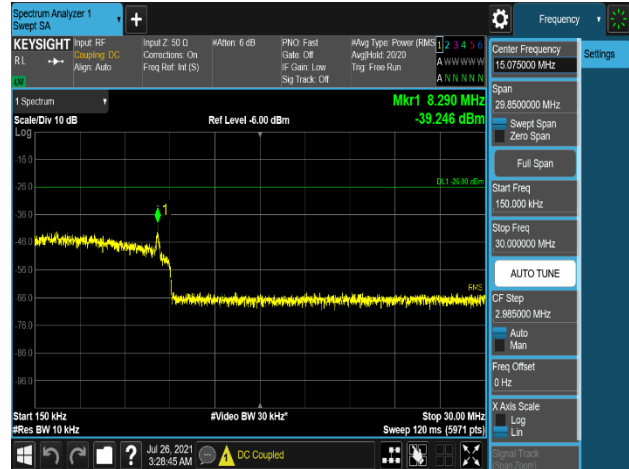 Spectrum Analyzer 1
Swept SA
+
Frequency
KEYSIGHT
RL
Input: RF
Coupling: DC
Align: Auto
Input Z: 50 Ω
Corrections: On
Freq Ref: Int (S)
#Atten: 6 dB
PNO: Fast
Gate: Off
IF Gain: Low
Sig Track: Off
#Avg Type: Power (RMS
Avg|Hold: 20/20
Trig: Free Run
1 2 3 4 5 6
A W W W W W
A N N N N N
Center Frequency
15.075000 MHz
Settings
Span
29.8500000 MHz
Swept Span
Zero Span
Full Span
Start Freq
150.000 kHz
Stop Freq
30.000000 MHz
AUTO TUNE
CF Step
2.985000 MHz
Auto
Man
Freq Offset
0 Hz
X Axis Scale
Log
Lin
Signal Track
(Span Zoom)
1 Spectrum
Scale/Div 10 dB
Log
Ref Level -6.00 dBm
Mkr1 8.290 MHz
-39.246 dBm
-16.0
-26.0
-36.0
-46.0
-56.0
-66.0
-76.0
-86.0
-96.0
DL1 -26.00 dBm
1
RMS
Start 150 kHz
#Res BW 10 kHz
#Video BW 30 kHz*
Stop 30.00 MHz
Sweep 120 ms (5971 pts)
?
Jul 26, 2021
3:28:45 AM
DC Coupled